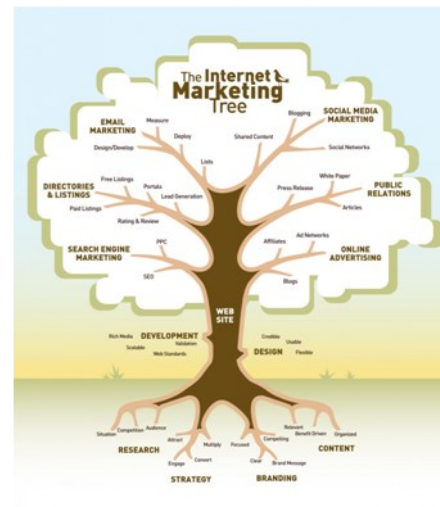 The Internet
Marketing
Tree
EMAIL
MARKETING
Measure
Deploy
Design/Develop
Lists
SOCIAL MEDIA
MARKETING
Blogging
Shared Content
Social Networks
DIRECTORIES
& LISTINGS
Free Listings
Portals
Lead Generation
Paid Listings
Rating & Review
PUBLIC
RELATIONS
White Paper
Press Release
Articles
SEARCH ENGINE
MARKETING
PPC
SEO
ONLINE
ADVERTISING
Ad Networks
Affiliates
Blogs
WEB
SITE
DEVELOPMENT
Rich Media
Validation
Scalable
Web Standards
DESIGN
Credible
Usable
Flexible
RESEARCH
Situation
Competition
Audience
STRATEGY
Attract
Engage
Convert
Multiply
BRANDING
Focused
Clear
Compelling
Brand Message
CONTENT
Relevant
Benefit Driven
Organized